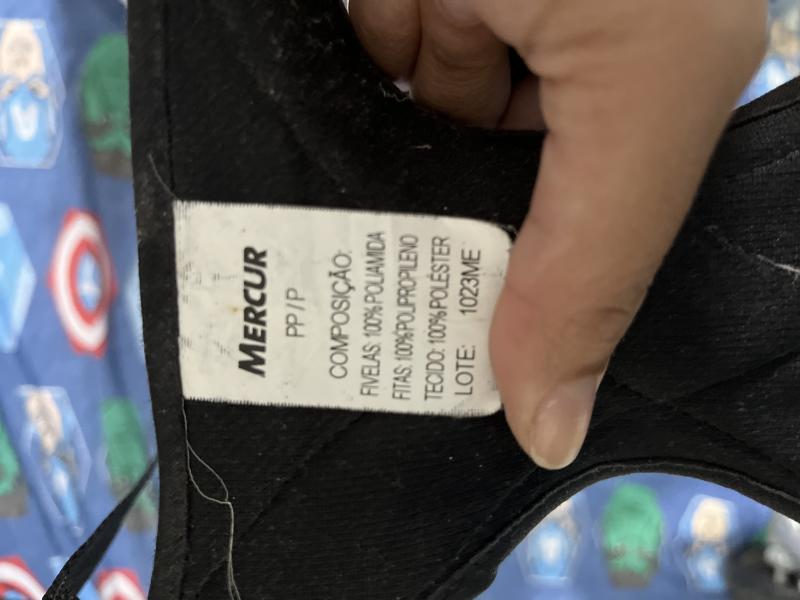 MERCUR
PP/P
COMPOSIÇÃO:
FIVELAS: 100% POLIAMIDA
FITAS: 100% POLIPROPILENO
TECIDO: 100% POLIÉSTER
LOTE: 1023ME